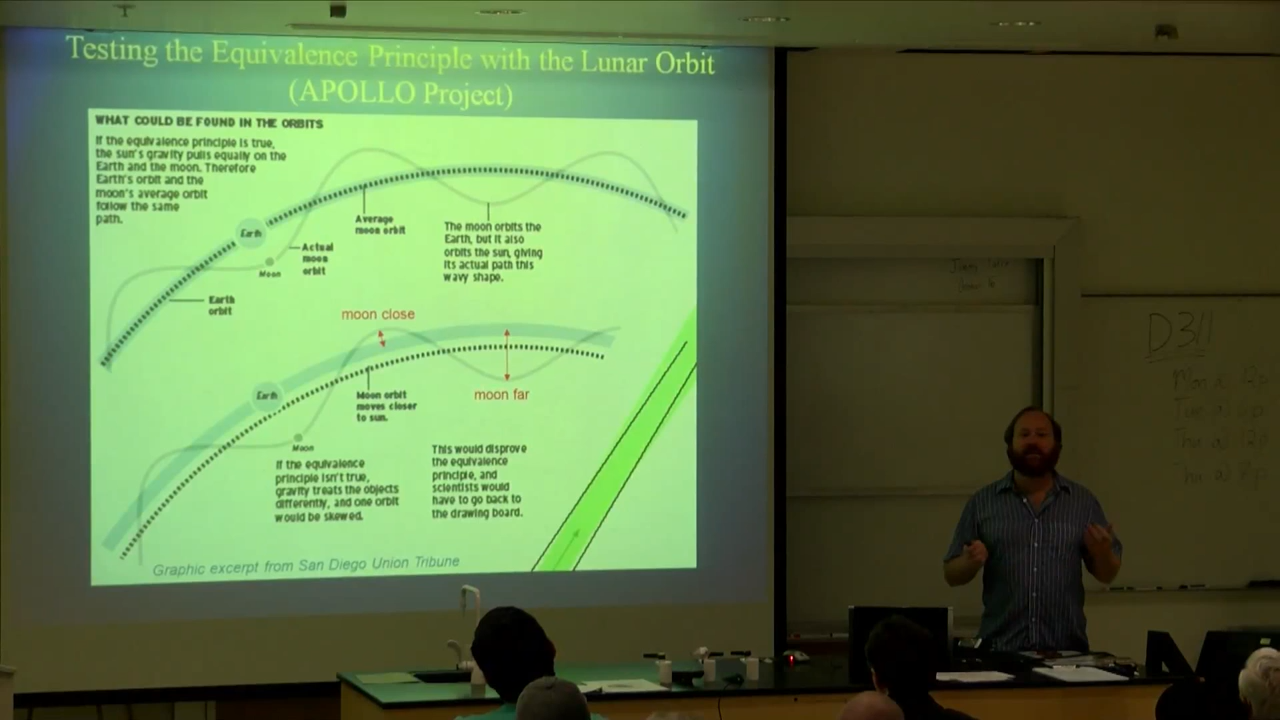 Testing the Equivalence Principle with the Lunar Orbit
(APOLLO Project)
WHAT COULD BE FOUND IN THE ORBITS
If the equivalence principle is true,
the sun's gravity pulls equally on the
Earth and the moon. Therefore
Earth's orbit and the
moon's average orbit
follow the same
path.
Earth
Average
moon orbit
Actual
moon
orbit
Moon
Earth
orbit
The moon orbits the
Earth, but it also
orbits the sun, giving
its actual path this
wavy shape.
moon close
moon far
Earth
Moon orbit
moves closer
to sun.
Moon
If the equivalence
principle isn't true,
gravity treats the objects
differently, and one orbit
would be skewed.
This would disprove
the equivalence
principle, and
scientists would
have to go back to
the drawing board.
Graphic excerpt from San Diego Union Tribune
D311